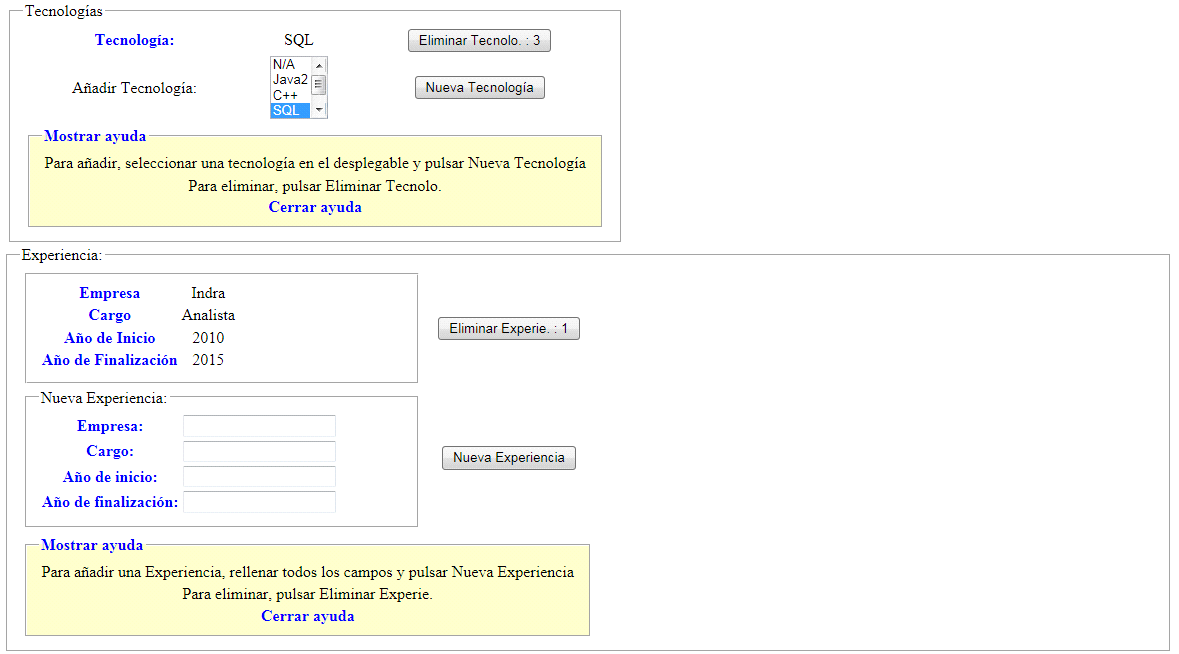 Tecnologías
Tecnología: SQL Eliminar Tecnolo. : 3
Añadir Tecnología: N/A Nueva Tecnología
Java2
C++
SQL
Mostrar ayuda
Para añadir, seleccionar una tecnología en el desplegable y pulsar Nueva Tecnología
Para eliminar, pulsar Eliminar Tecnolo.
Cerrar ayuda
Experiencia:
Empresa Indra
Cargo Analista
Año de Inicio 2010
Año de Finalización 2015
Eliminar Experie. : 1
Nueva Experiencia:
Empresa:
Cargo:
Año de inicio:
Año de finalización:
Nueva Experiencia
Mostrar ayuda
Para añadir una Experiencia, rellenar todos los campos y pulsar Nueva Experiencia
Para eliminar, pulsar Eliminar Experie.
Cerrar ayuda